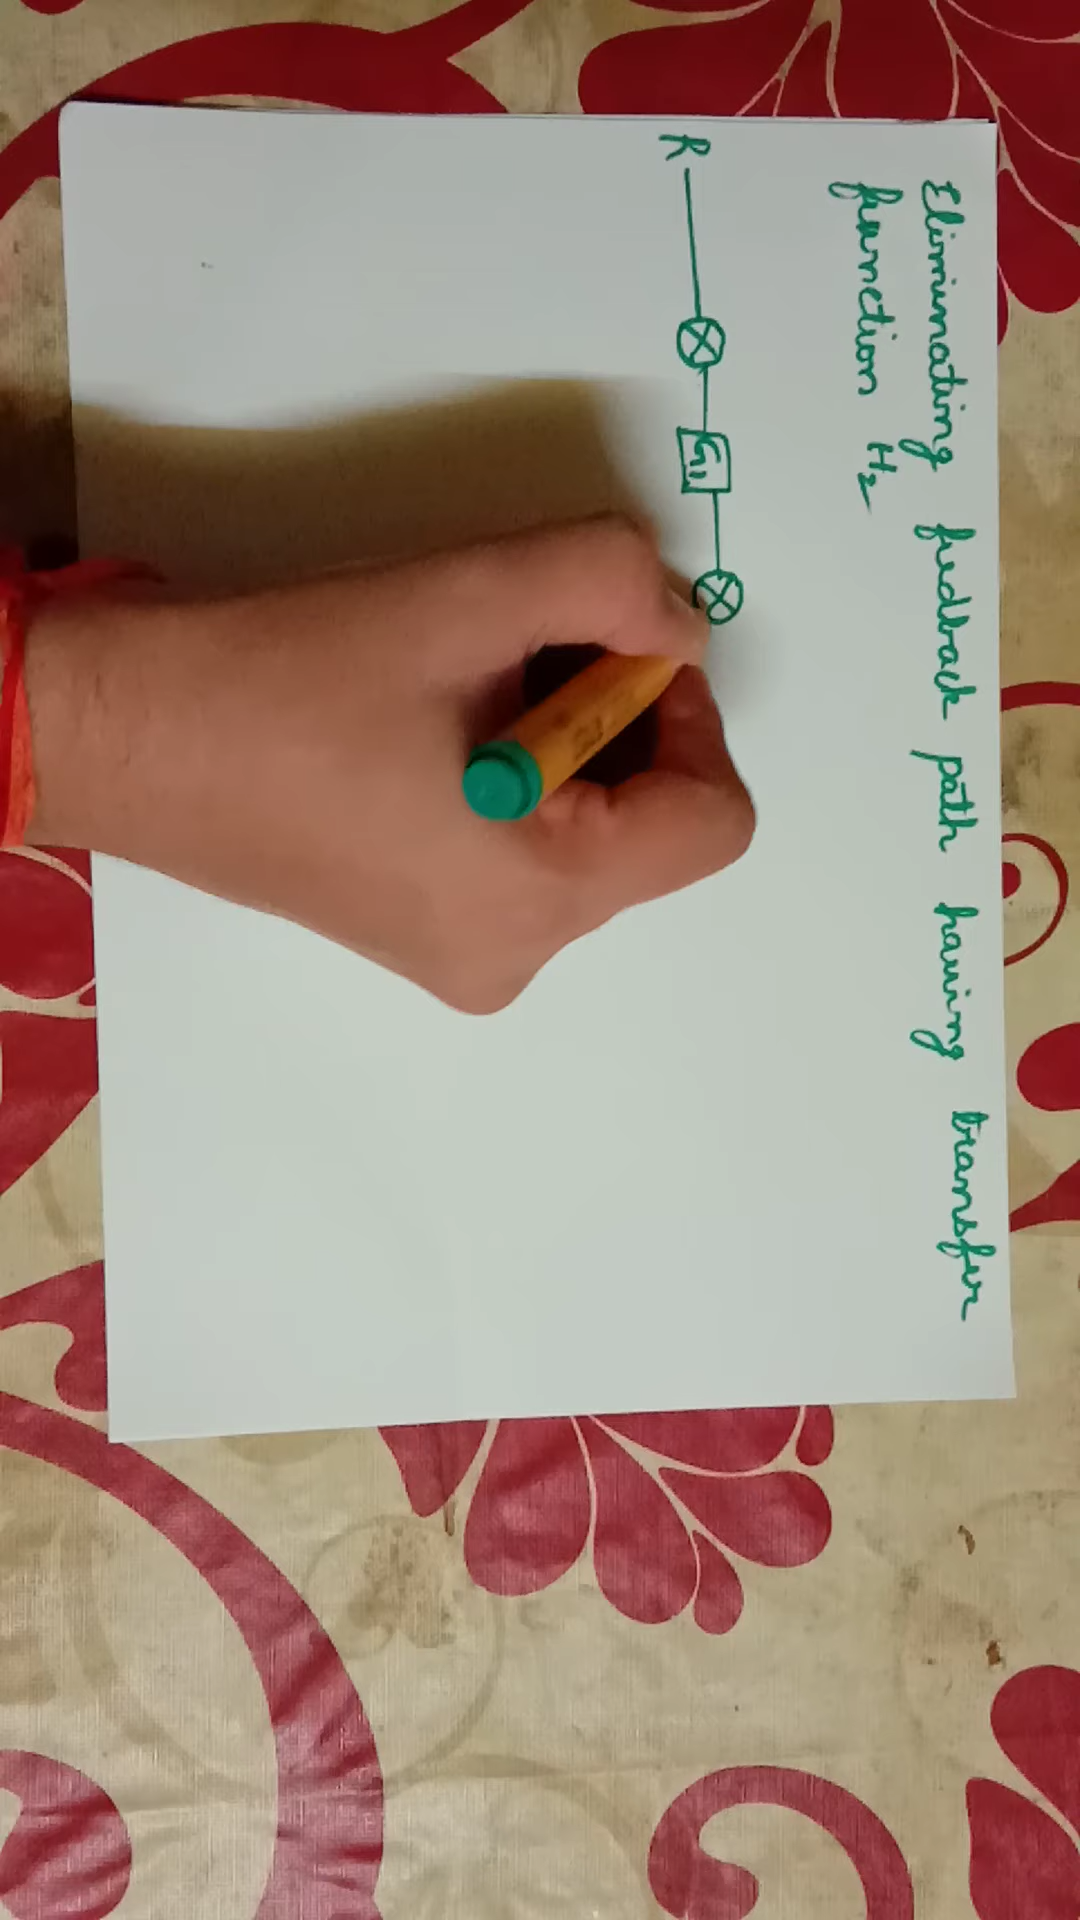 Eliminating feedback path having transfer
function H₂
R G₁